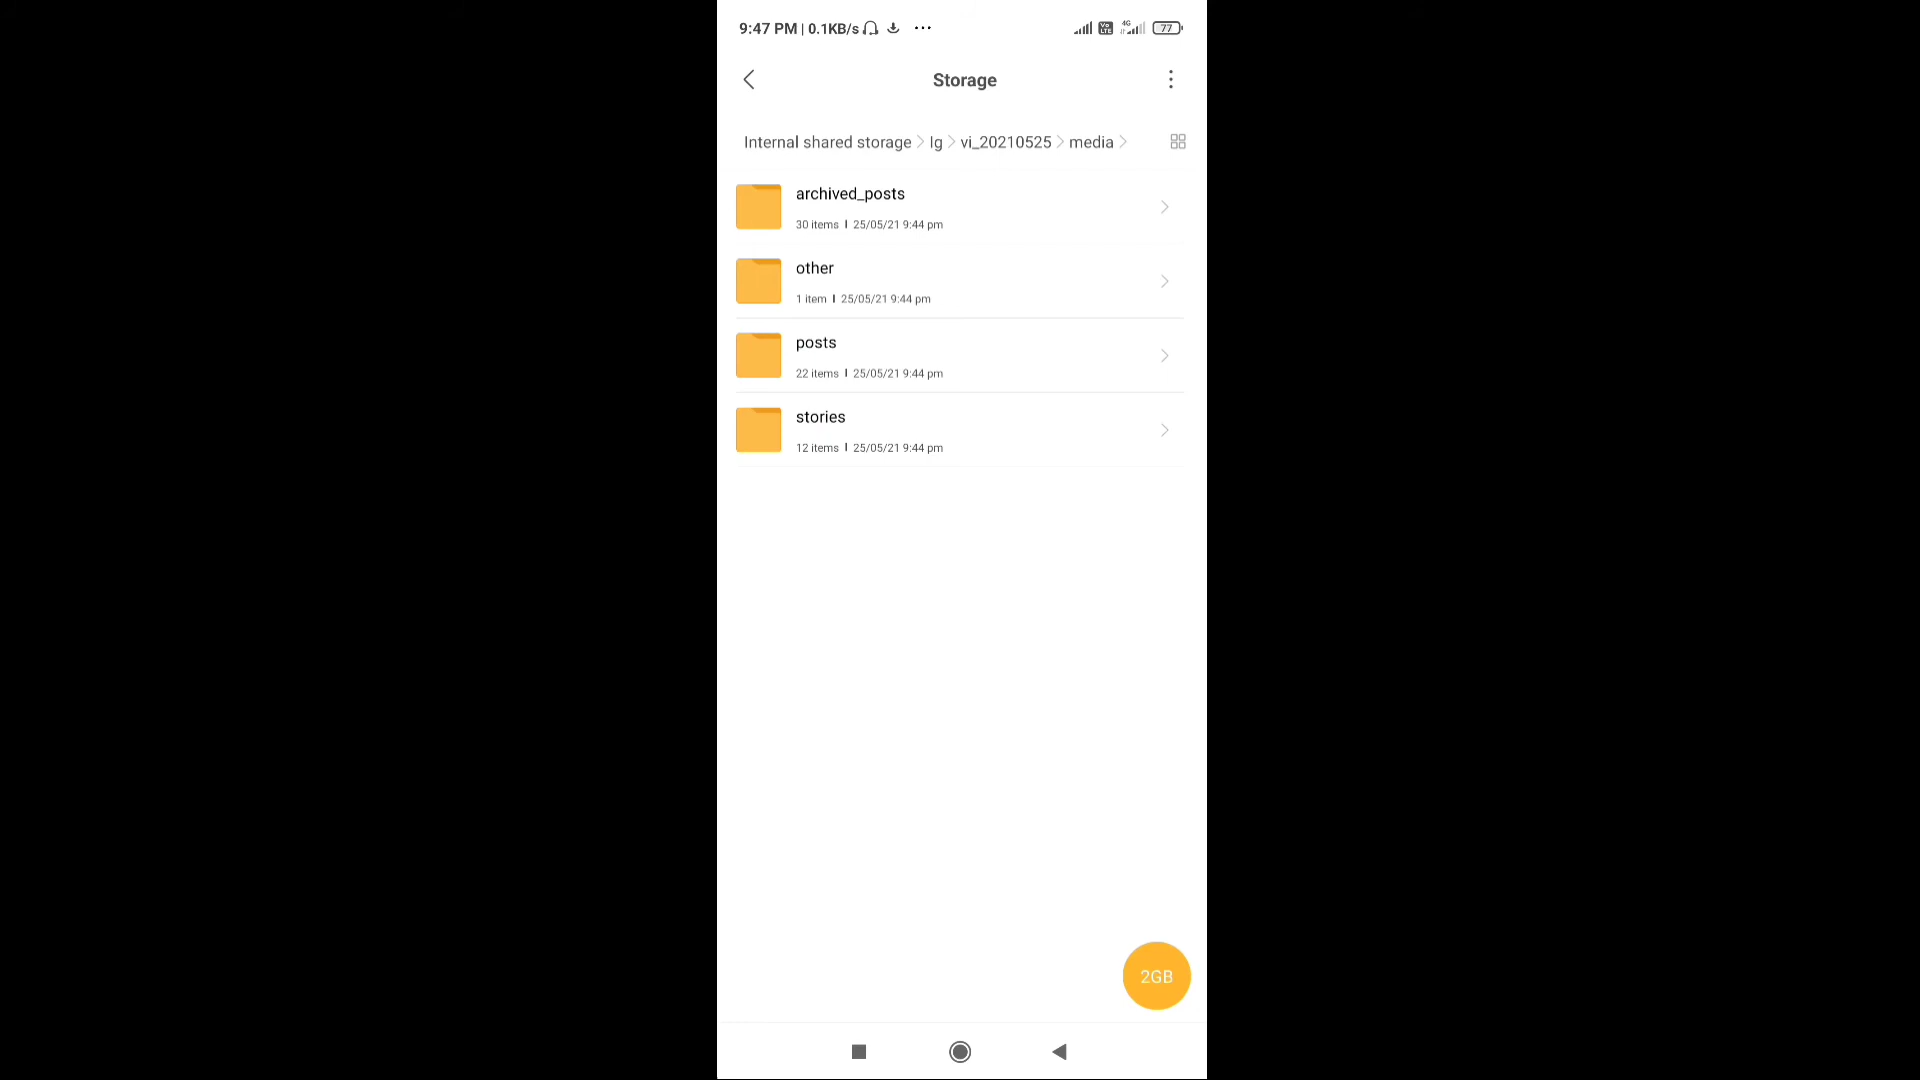 9:47 PM | 0.1KB/s ... 4G 77
Storage
Internal shared storage > Ig > vi_20210525 > media >
archived_posts
30 items | 25/05/21 9:44 pm
other
1 item | 25/05/21 9:44 pm
posts
22 items | 25/05/21 9:44 pm
stories
12 items | 25/05/21 9:44 pm
2GB